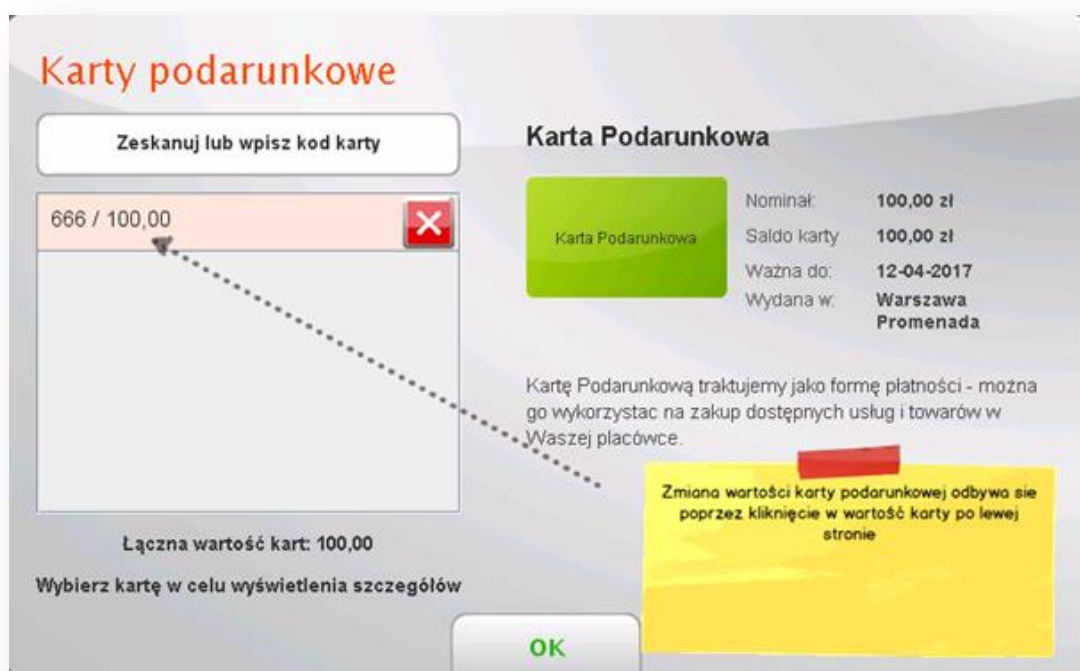 Karty podarunkowe
Zeskanuj lub wpisz kod karty
666 / 100,00
Łączna wartość kart: 100,00
Wybierz kartę w celu wyświetlenia szczegółów
Karta Podarunkowa
Karta Podarunkowa
Nominał: 100,00 zł
Saldo karty 100,00 zł
Ważna do: 12-04-2017
Wydana w: Warszawa
Promenada
Kartę Podarunkową traktujemy jako formę płatności - można
go wykorzystac na zakup dostępnych usług i towarów w
Waszej placówce.
Zmiana wartości karty podarunkowej odbywa sie
poprzez kliknięcie w wartość karty po lewej
stronie
OK